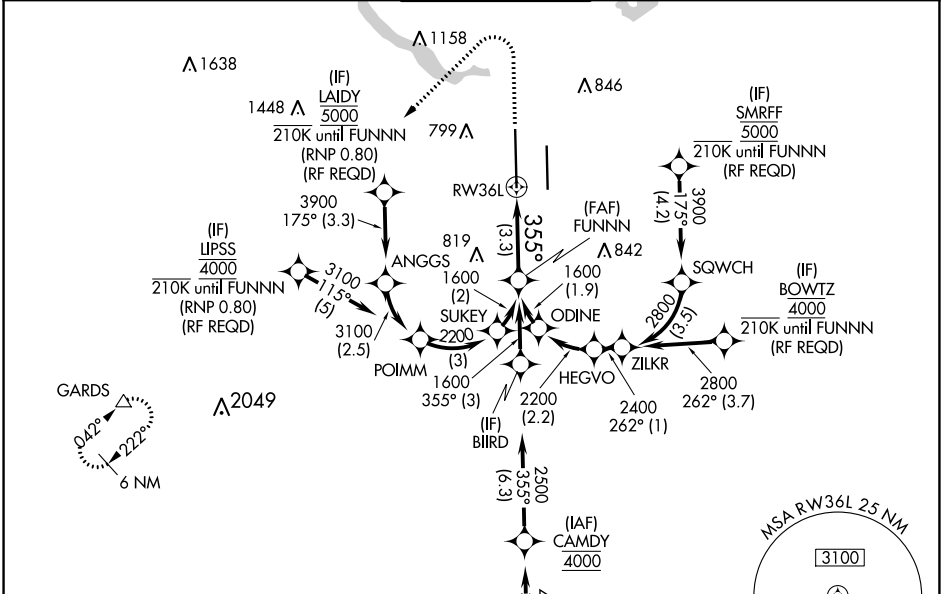 1158
1638
(IF)
LAIDY
5000
210K until FUNNN
(RNP 0.80)
(RF REQD)
1448
846
799
(IF)
SMRFF
5000
210K until FUNNN
(RF REQD)
RW36L
3900
175° (3.3)
355°
(3.3)
(FAF)
FUNNN
3900
175°
(4.2)
(IF)
LIPSS
4000
210K until FUNNN
(RNP 0.80)
(RF REQD)
3100
115°
(5)
ANGGS
819
842
1600
(2)
1600
(1.9)
SQWCH
(IF)
BOWTZ
4000
210K until FUNNN
(RF REQD)
3100
(2.5)
SUKEY
ODINE
2800
(3.5)
2200
(3)
POIMM
ZILKR
HEGVO
1600
355° (3)
2200
(2.2)
2400
262° (1)
2800
262° (3.7)
(IF)
BIIRD
GARDS
2049
042°
222°
6 NM
2500
355°
(6.3)
(IAF)
CAMDY
4000
MSA RW36L 25 NM
3100